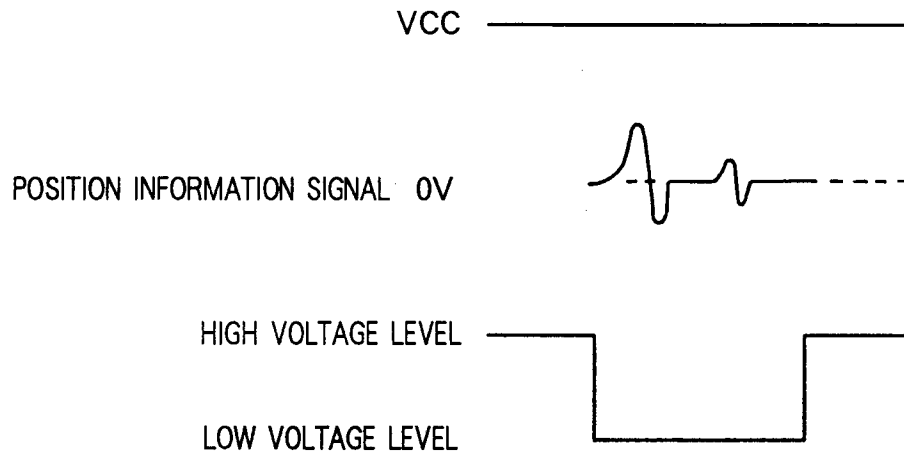 VCC
POSITION INFORMATION SIGNAL 0V
HIGH VOLTAGE LEVEL
LOW VOLTAGE LEVEL